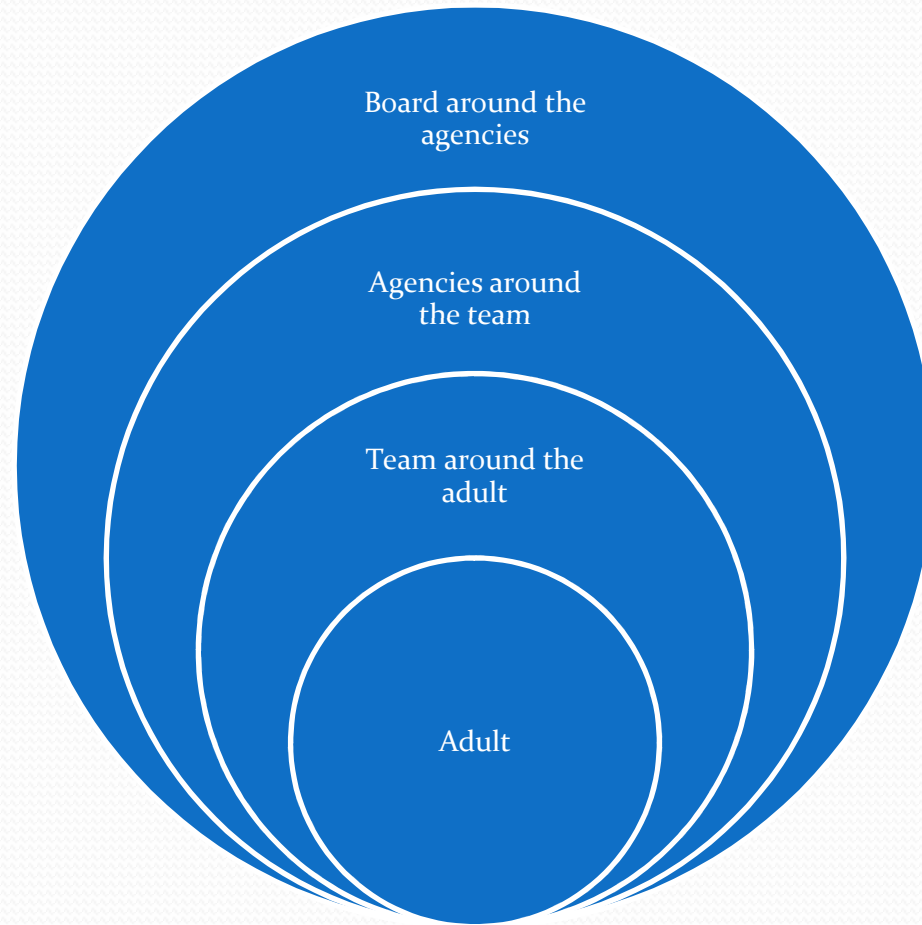 Board around the
agencies
Agencies around
the team
Team around the
adult
Adult